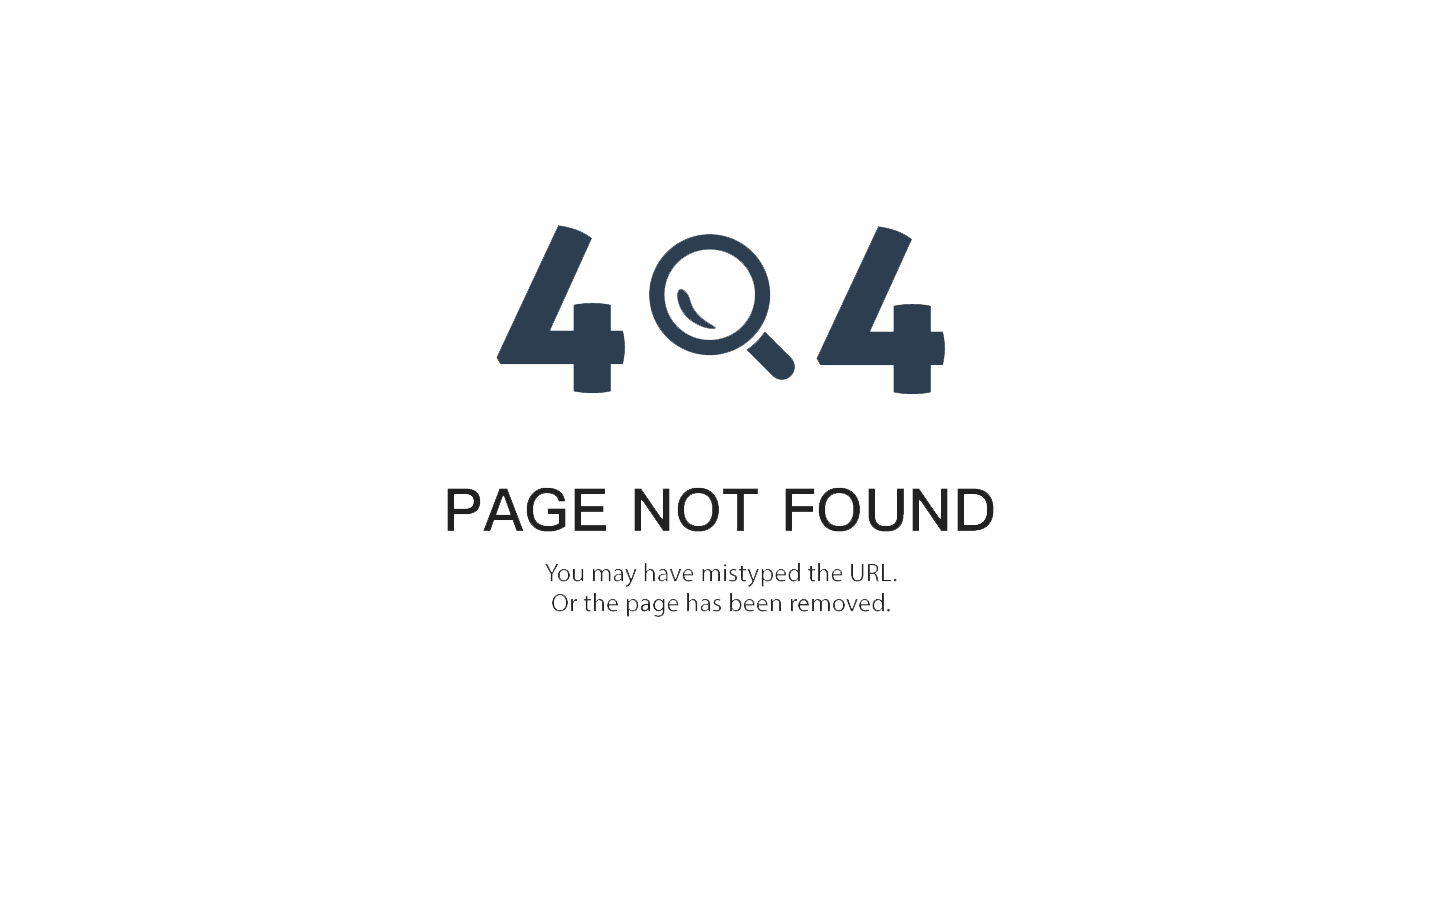 404
PAGE NOT FOUND
You may have mistyped the URL.
Or the page has been removed.